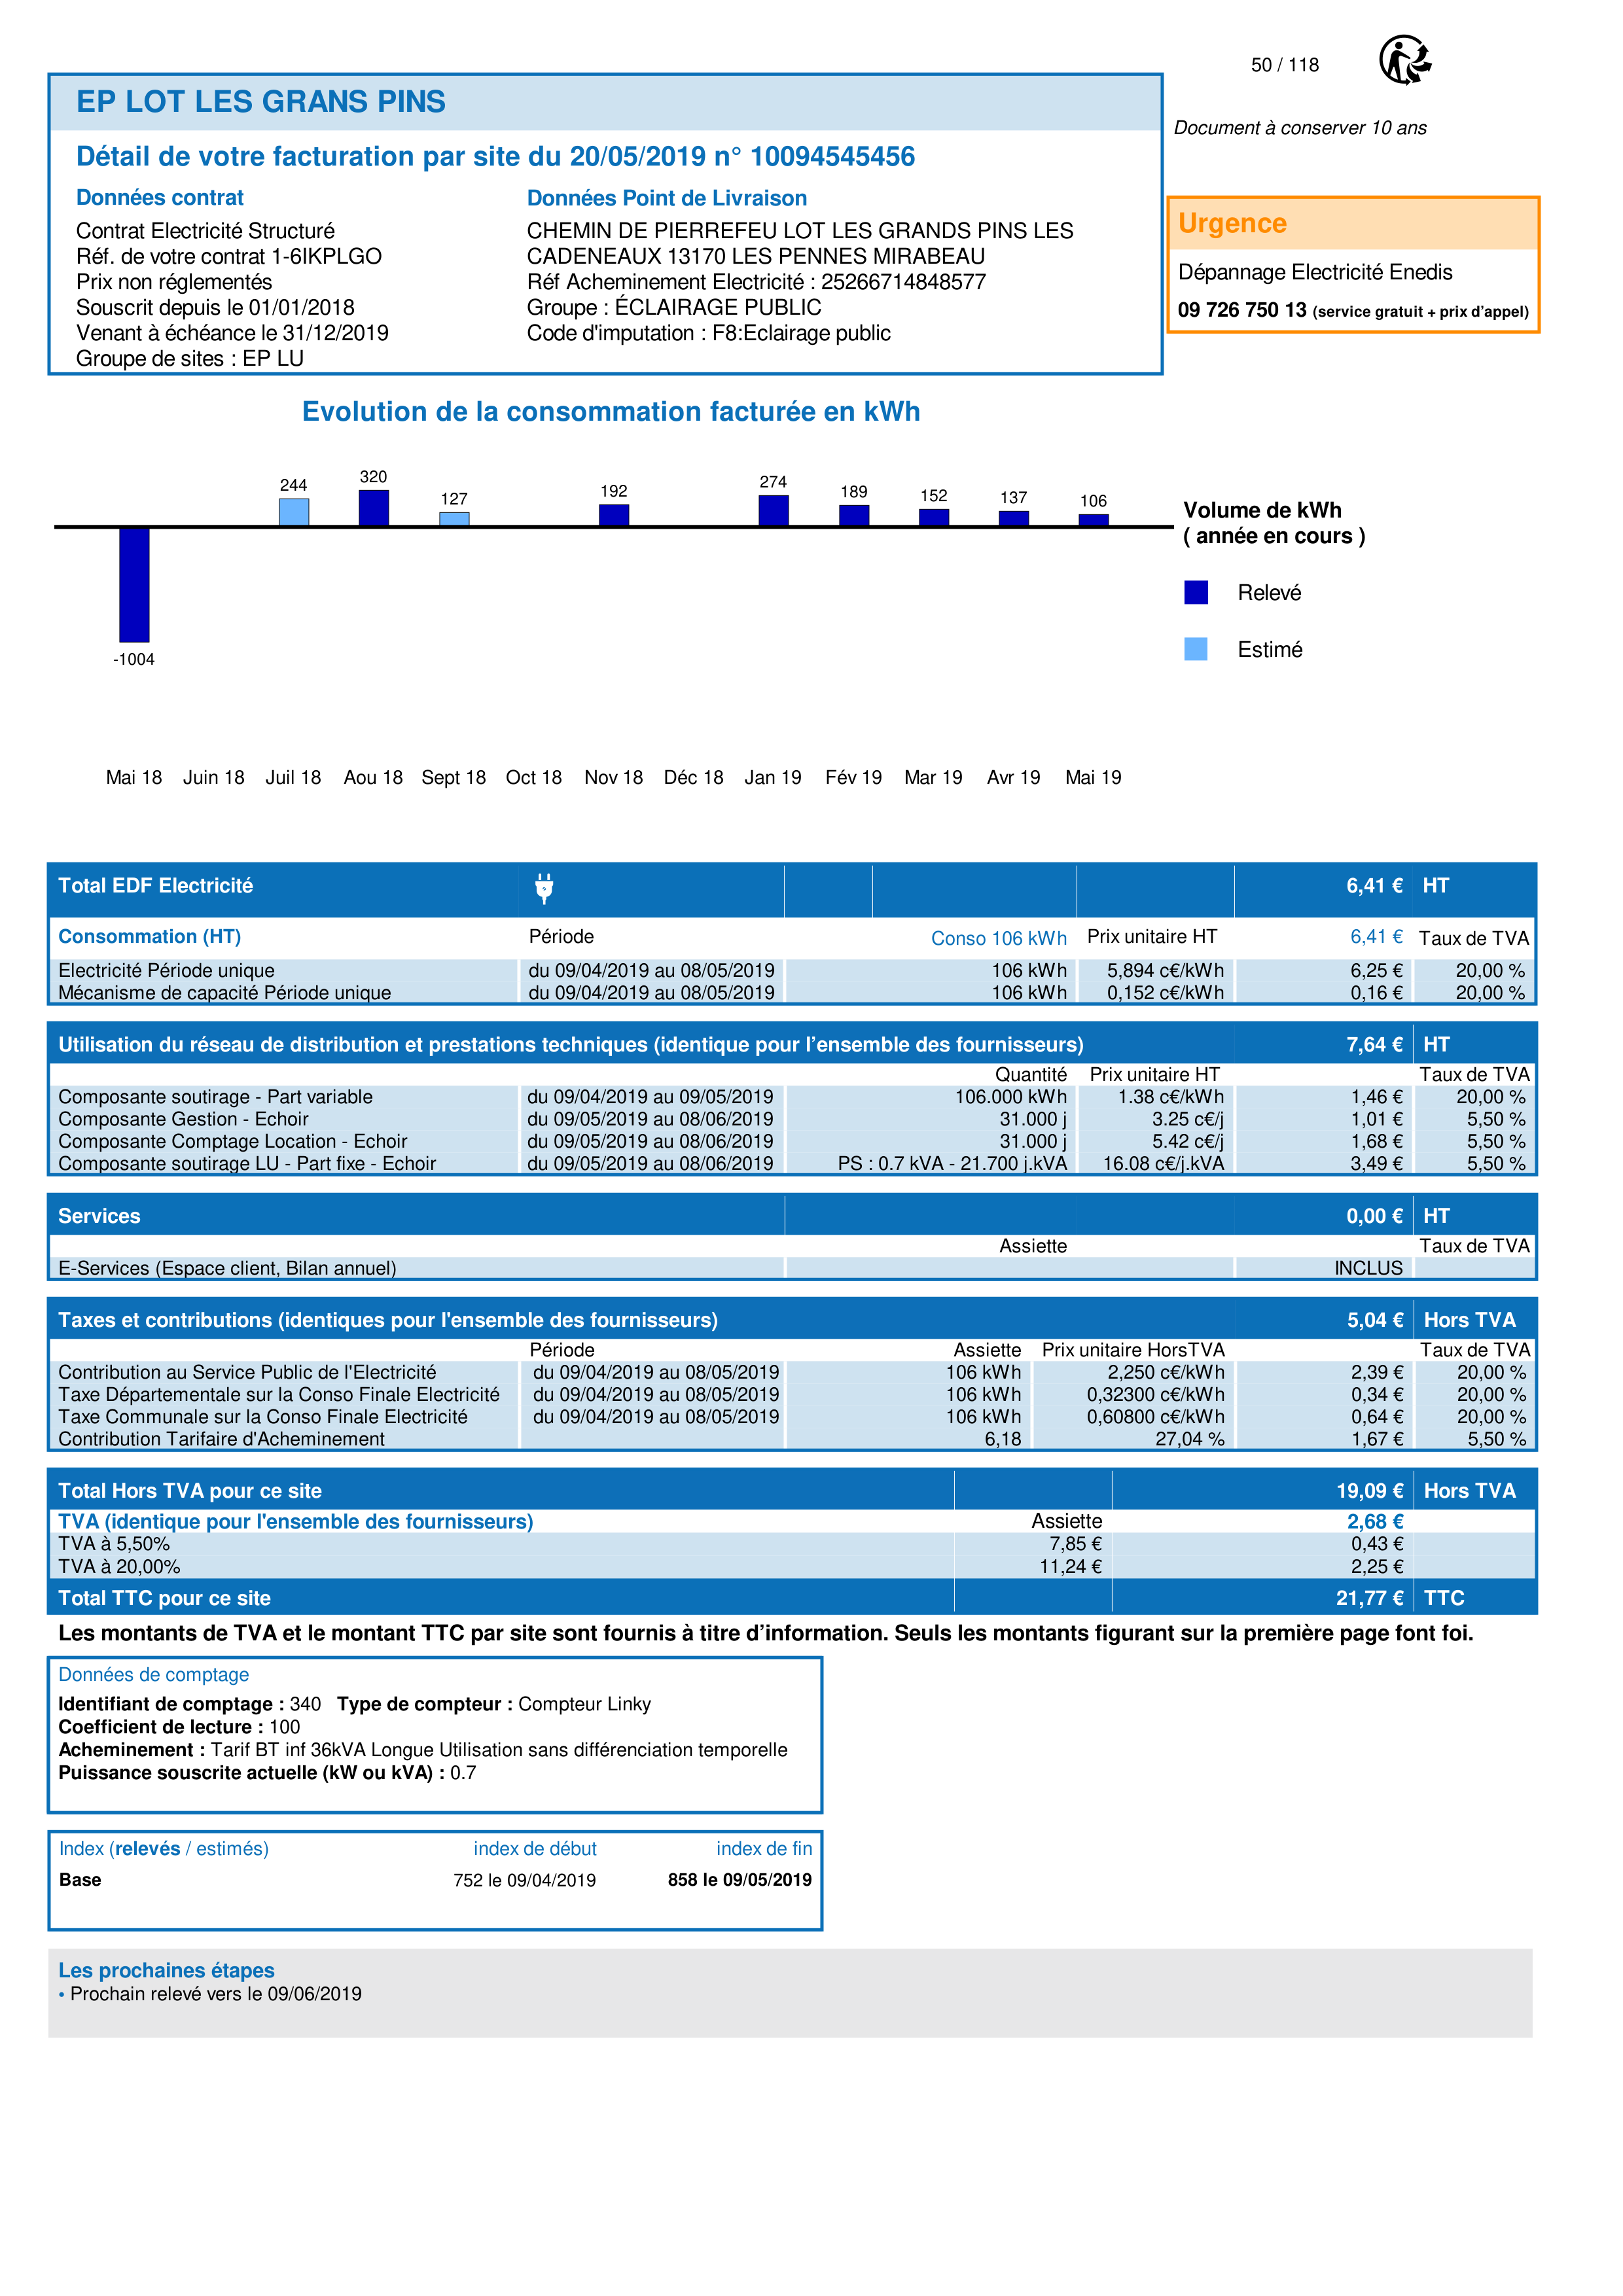 50 / 118
EP LOT LES GRANS PINS
Document à conserver 10 ans
Détail de votre facturation par site du 20/05/2019 n° 10094545456
Données contrat
Contrat Electricité Structuré
Réf. de votre contrat 1-6IKPLGO
Prix non réglementés
Souscrit depuis le 01/01/2018
Venant à échéance le 31/12/2019
Groupe de sites : EP LU
Données Point de Livraison
CHEMIN DE PIERREFEU LOT LES GRANDS PINS LES
CADENEAUX 13170 LES PENNES MIRABEAU
Réf Acheminement Electricité : 25266714848577
Groupe : ÉCLAIRAGE PUBLIC
Code d'imputation : F8:Eclairage public
Urgence
Dépannage Electricité Enedis
09 726 750 13 (service gratuit + prix d’appel)
Evolution de la consommation facturée en kWh
244 320 127 192 274 189 152 137 106
-1004
Volume de kWh
( année en cours )
Relevé
Estimé
Mai 18 Juin 18 Juil 18 Aou 18 Sept 18 Oct 18 Nov 18 Déc 18 Jan 19 Fév 19 Mar 19 Avr 19 Mai 19
Total EDF Electricité 6,41 € HT
Consommation (HT) Période Conso 106 kWh Prix unitaire HT 6,41 € Taux de TVA
Electricité Période unique du 09/04/2019 au 08/05/2019 106 kWh 5,894 c€/kWh 6,25 € 20,00 %
Mécanisme de capacité Période unique du 09/04/2019 au 08/05/2019 106 kWh 0,152 c€/kWh 0,16 € 20,00 %
Utilisation du réseau de distribution et prestations techniques (identique pour l’ensemble des fournisseurs) 7,64 € HT
Quantité Prix unitaire HT Taux de TVA
Composante soutirage - Part variable du 09/04/2019 au 09/05/2019 106.000 kWh 1.38 c€/kWh 1,46 € 20,00 %
Composante Gestion - Echoir du 09/05/2019 au 08/06/2019 31.000 j 3.25 c€/j 1,01 € 5,50 %
Composante Comptage Location - Echoir du 09/05/2019 au 08/06/2019 31.000 j 5.42 c€/j 1,68 € 5,50 %
Composante soutirage LU - Part fixe - Echoir du 09/05/2019 au 08/06/2019 PS : 0.7 kVA - 21.700 j.kVA 16.08 c€/j.kVA 3,49 € 5,50 %
Services 0,00 € HT
Assiette Taux de TVA
E-Services (Espace client, Bilan annuel) INCLUS
Taxes et contributions (identiques pour l'ensemble des fournisseurs) 5,04 € Hors TVA
Période Assiette Prix unitaire HorsTVA Taux de TVA
Contribution au Service Public de l'Electricité du 09/04/2019 au 08/05/2019 106 kWh 2,250 c€/kWh 2,39 € 20,00 %
Taxe Départementale sur la Conso Finale Electricité du 09/04/2019 au 08/05/2019 106 kWh 0,32300 c€/kWh 0,34 € 20,00 %
Taxe Communale sur la Conso Finale Electricité du 09/04/2019 au 08/05/2019 106 kWh 0,60800 c€/kWh 0,64 € 20,00 %
Contribution Tarifaire d'Acheminement 6,18 27,04 % 1,67 € 5,50 %
Total Hors TVA pour ce site 19,09 € Hors TVA
TVA (identique pour l'ensemble des fournisseurs) Assiette 2,68 €
TVA à 5,50% 7,85 € 0,43 €
TVA à 20,00% 11,24 € 2,25 €
Total TTC pour ce site 21,77 € TTC
Les montants de TVA et le montant TTC par site sont fournis à titre d’information. Seuls les montants figurant sur la première page font foi.
Données de comptage
Identifiant de comptage : 340 Type de compteur : Compteur Linky
Coefficient de lecture : 100
Acheminement : Tarif BT inf 36kVA Longue Utilisation sans différenciation temporelle
Puissance souscrite actuelle (kW ou kVA) : 0.7
Index (relevés / estimés) index de début index de fin
Base 752 le 09/04/2019 858 le 09/05/2019
Les prochaines étapes
• Prochain relevé vers le 09/06/2019